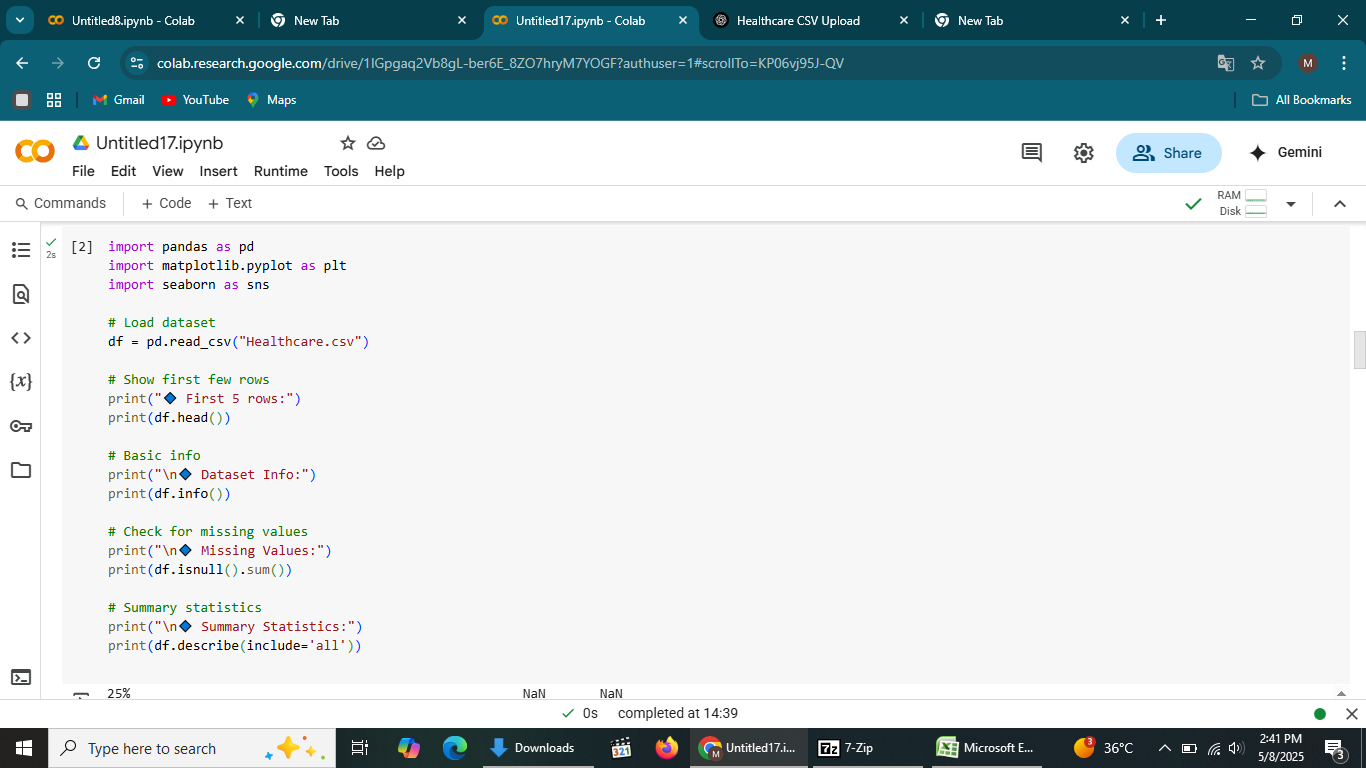 Untitled8.ipynb - Colab
New Tab
Untitled17.ipynb - Colab
Healthcare CSV Upload
New Tab
colab.research.google.com/drive/1IGpgaq2Vb8gL-ber6E_8ZO7hryM7YOGF?authuser=1#scrollTo=KP06vj95J-QV
M
Gmail
YouTube
Maps
All Bookmarks
Untitled17.ipynb
File Edit View Insert Runtime Tools Help
Share
Gemini
Commands + Code + Text
RAM
Disk
2s
[2] import pandas as pd
import matplotlib.pyplot as plt
import seaborn as sns
# Load dataset
df = pd.read_csv("Healthcare.csv")
# Show first few rows
print("🔷 First 5 rows:")
print(df.head())
# Basic info
print("\n🔷 Dataset Info:")
print(df.info())
# Check for missing values
print("\n🔷 Missing Values:")
print(df.isnull().sum())
# Summary statistics
print("\n🔷 Summary Statistics:")
print(df.describe(include='all'))
25% NaN NaN
0s completed at 14:39
Type here to search
Downloads
321
Untitled17.i...
7-Zip
Microsoft E...
3
36°C
2:41 PM
5/8/2025
3